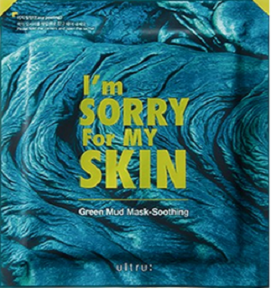 I'm
SORRY
For MY
SKIN
Green Mud Mask-Soothing
ultru: